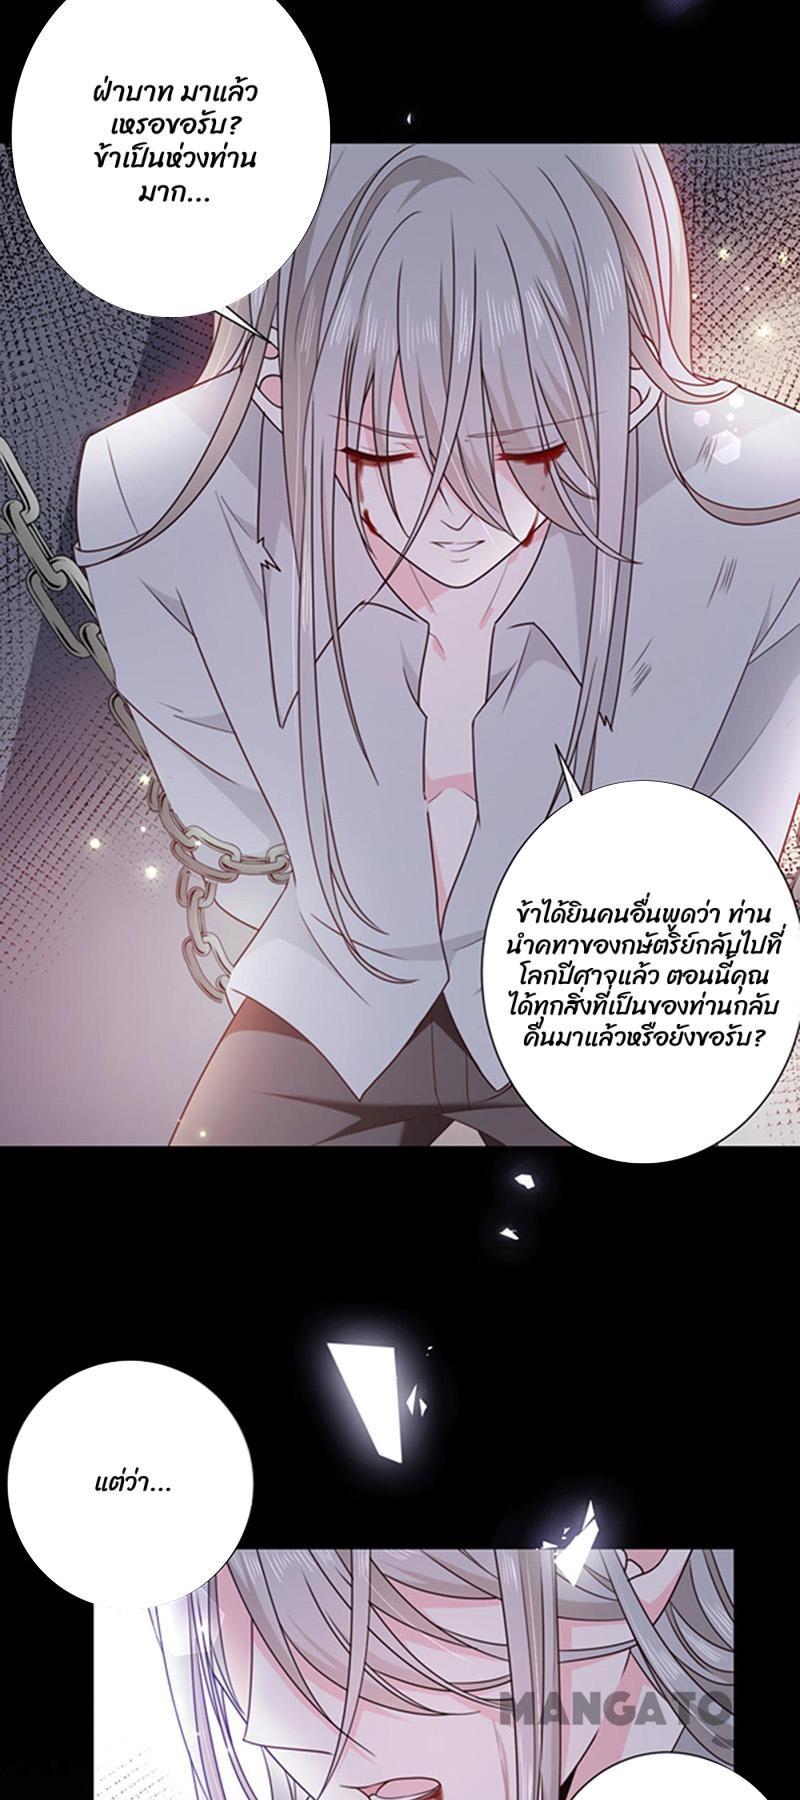 ฝ่าบาท มาแล้ว
เหรอขอรับ?
ข้าเป็นห่วงท่าน
มาก...
ข้าได้ยินคนอื่นพูดว่า ท่าน
นำคทาของกษัตริย์กลับไปที่
โลกปีศาจแล้ว ตอนนี้คุณ
ได้ทุกสิ่งที่เป็นของท่านกลับ
คืนมาแล้วหรือยังขอรับ?
แต่ว่า...
MANGATO